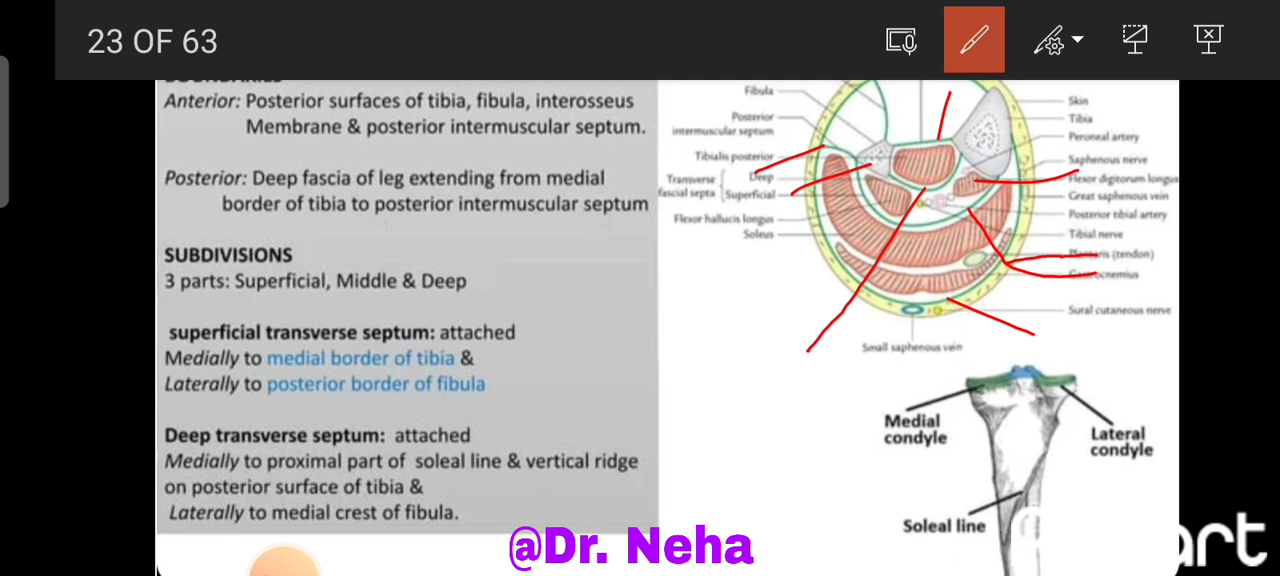 23 OF 63
BOUNDARIES
Anterior: Posterior surfaces of tibia, fibula, interosseus
Membrane & posterior intermuscular septum.
Posterior: Deep fascia of leg extending from medial
border of tibia to posterior intermuscular septum
SUBDIVISIONS
3 parts: Superficial, Middle & Deep
superficial transverse septum: attached
Medially to medial border of tibia &
Laterally to posterior border of fibula
Deep transverse septum: attached
Medially to proximal part of soleal line & vertical ridge
on posterior surface of tibia &
Laterally to medial crest of fibula.
Fibula
Posterior
intermuscular septum
Tibialis posterior
Transverse
fascial septa
Deep
Superficial
Flexor hallucis longus
Soleus
Skin
Tibia
Peroneal artery
Saphenous nerve
Flexor digitorum longus
Great saphenous vein
Posterior tibial artery
Tibial nerve
Plantaris (tendon)
Gastrocnemius
Sural cutaneous nerve
Small saphenous vein
Medial
condyle
Lateral
condyle
Soleal line
@Dr. Neha
art